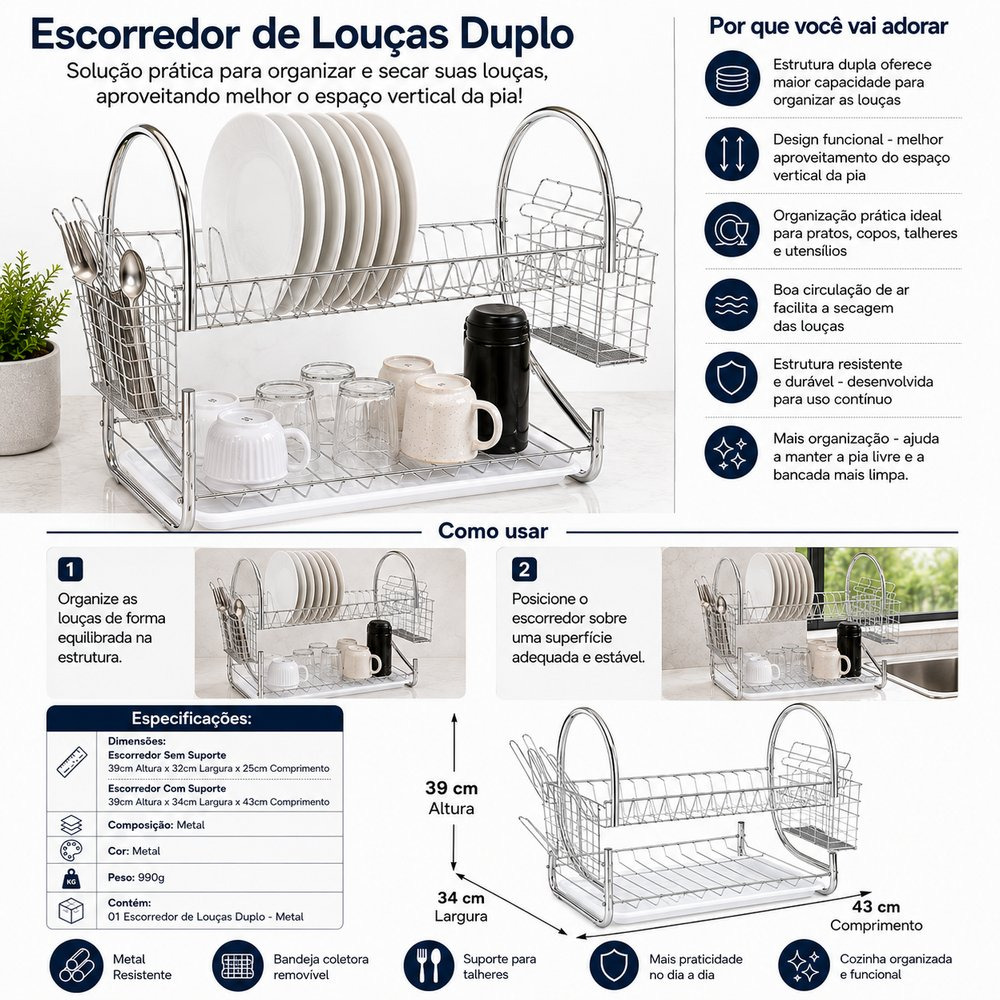 Escorredor de Louças Duplo
Solução prática para organizar e secar suas louças,
aproveitando melhor o espaço vertical da pia!
Por que você vai adorar
Estrutura dupla oferece
maior capacidade para
organizar as louças
Design funcional - melhor
aproveitamento do espaço
vertical da pia
Organização prática ideal
para pratos, copos, talheres
e utensílios
Boa circulação de ar
facilita a secagem
das louças
Estrutura resistente
e durável - desenvolvida
para uso contínuo
Mais organização - ajuda
a manter a pia livre e a
bancada mais limpa.
Como usar
1
Organize as
louças de forma
equilibrada na
estrutura.
2
Posicione o
escorredor sobre
uma superfície
adequada e estável.
Especificações:
Dimensões:
Escorredor Sem Suporte
39cm Altura x 32cm Largura x 25cm Comprimento
Escorredor Com Suporte
39cm Altura x 34cm Largura x 43cm Comprimento
Composição: Metal
Cor: Metal
KG
Peso: 990g
Contém:
01 Escorredor de Louças Duplo - Metal
39 cm
Altura
34 cm
Largura
43 cm
Comprimento
Metal
Resistente
Bandeja coletora
removível
Suporte para
talheres
Mais praticidade
no dia a dia
Cozinha organizada
e funcional